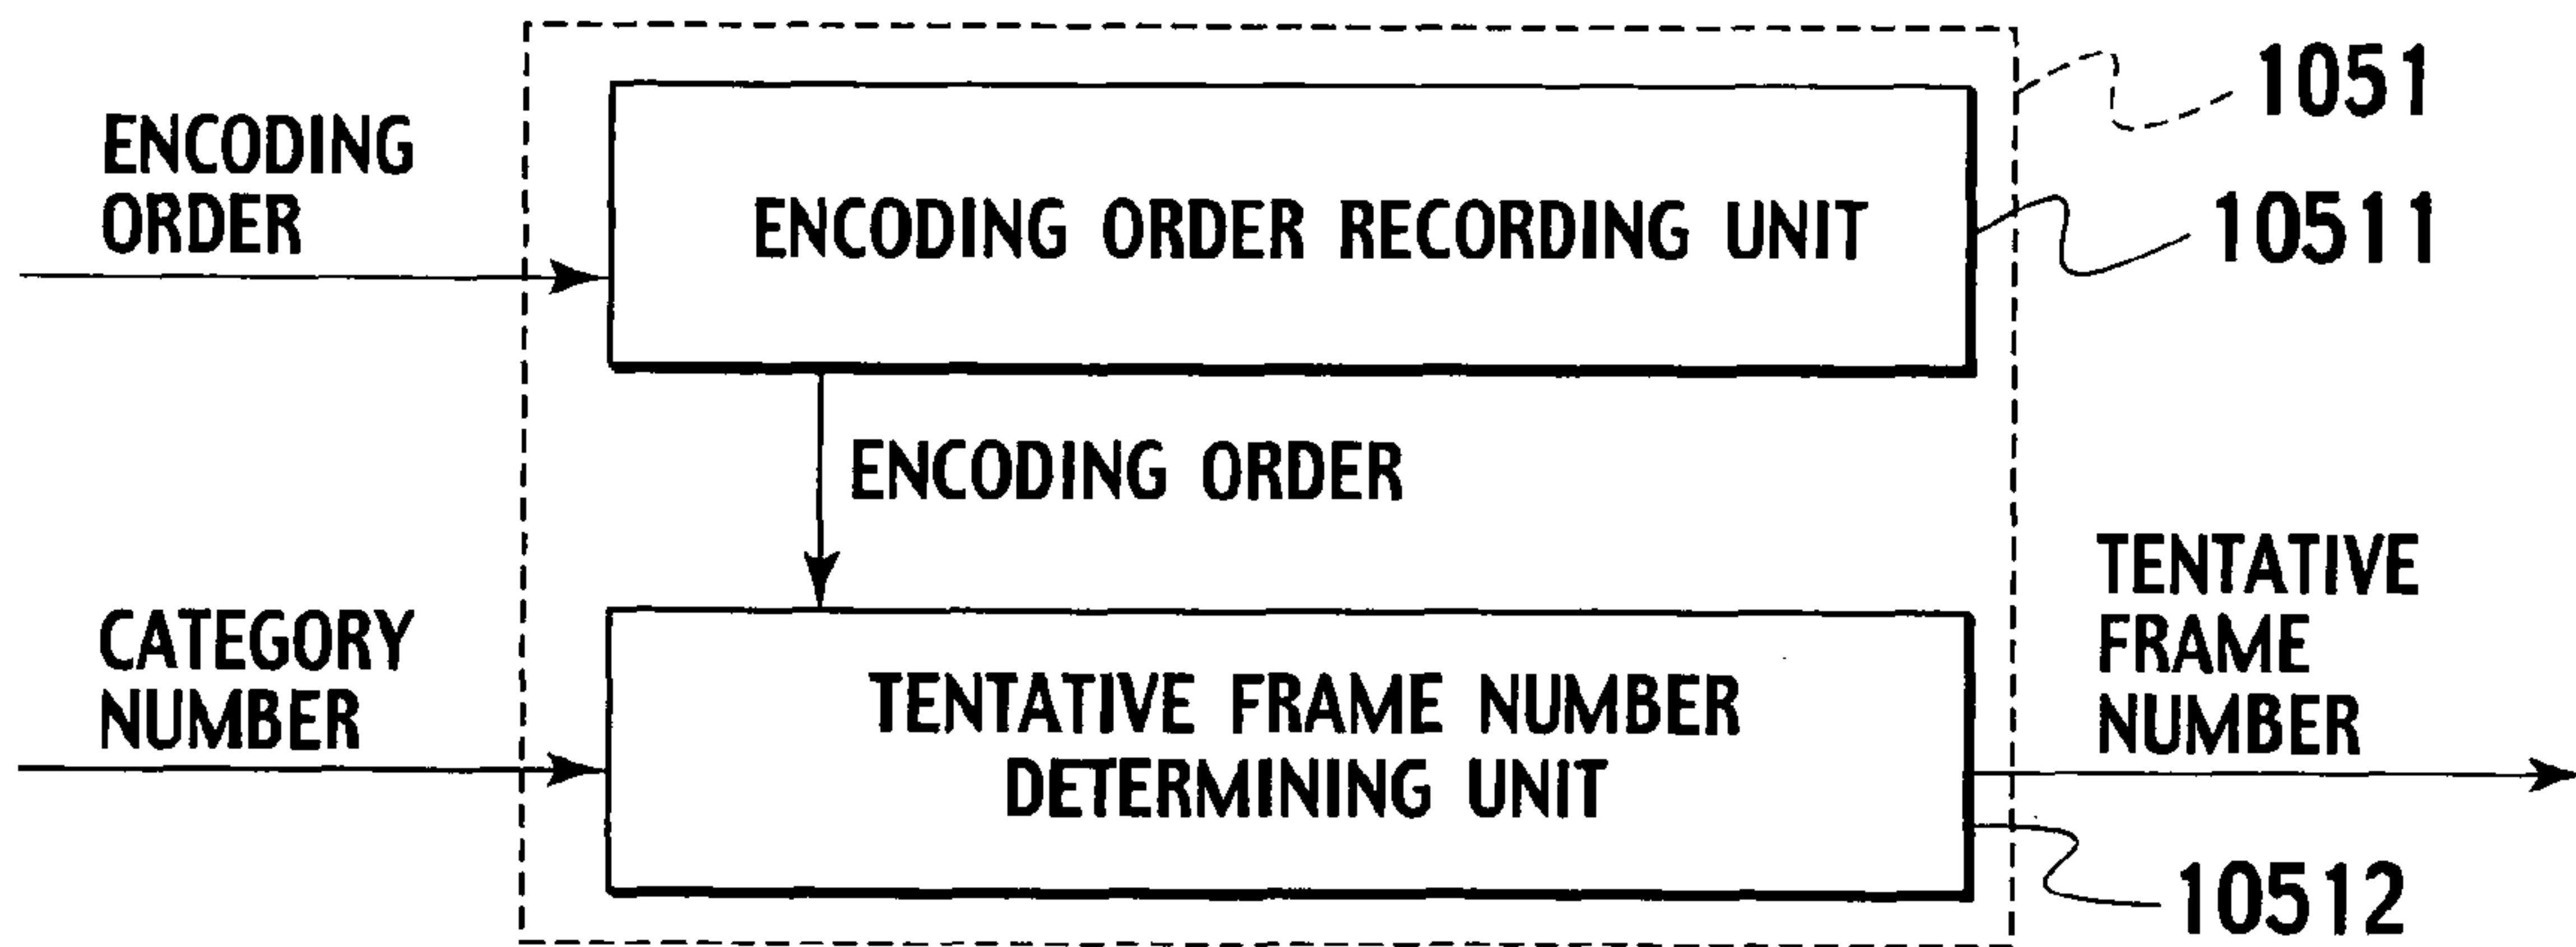 1051
ENCODING
ORDER
ENCODING ORDER RECORDING UNIT
10511
ENCODING ORDER
CATEGORY
NUMBER
TENTATIVE FRAME NUMBER
DETERMINING UNIT
TENTATIVE
FRAME
NUMBER
10512